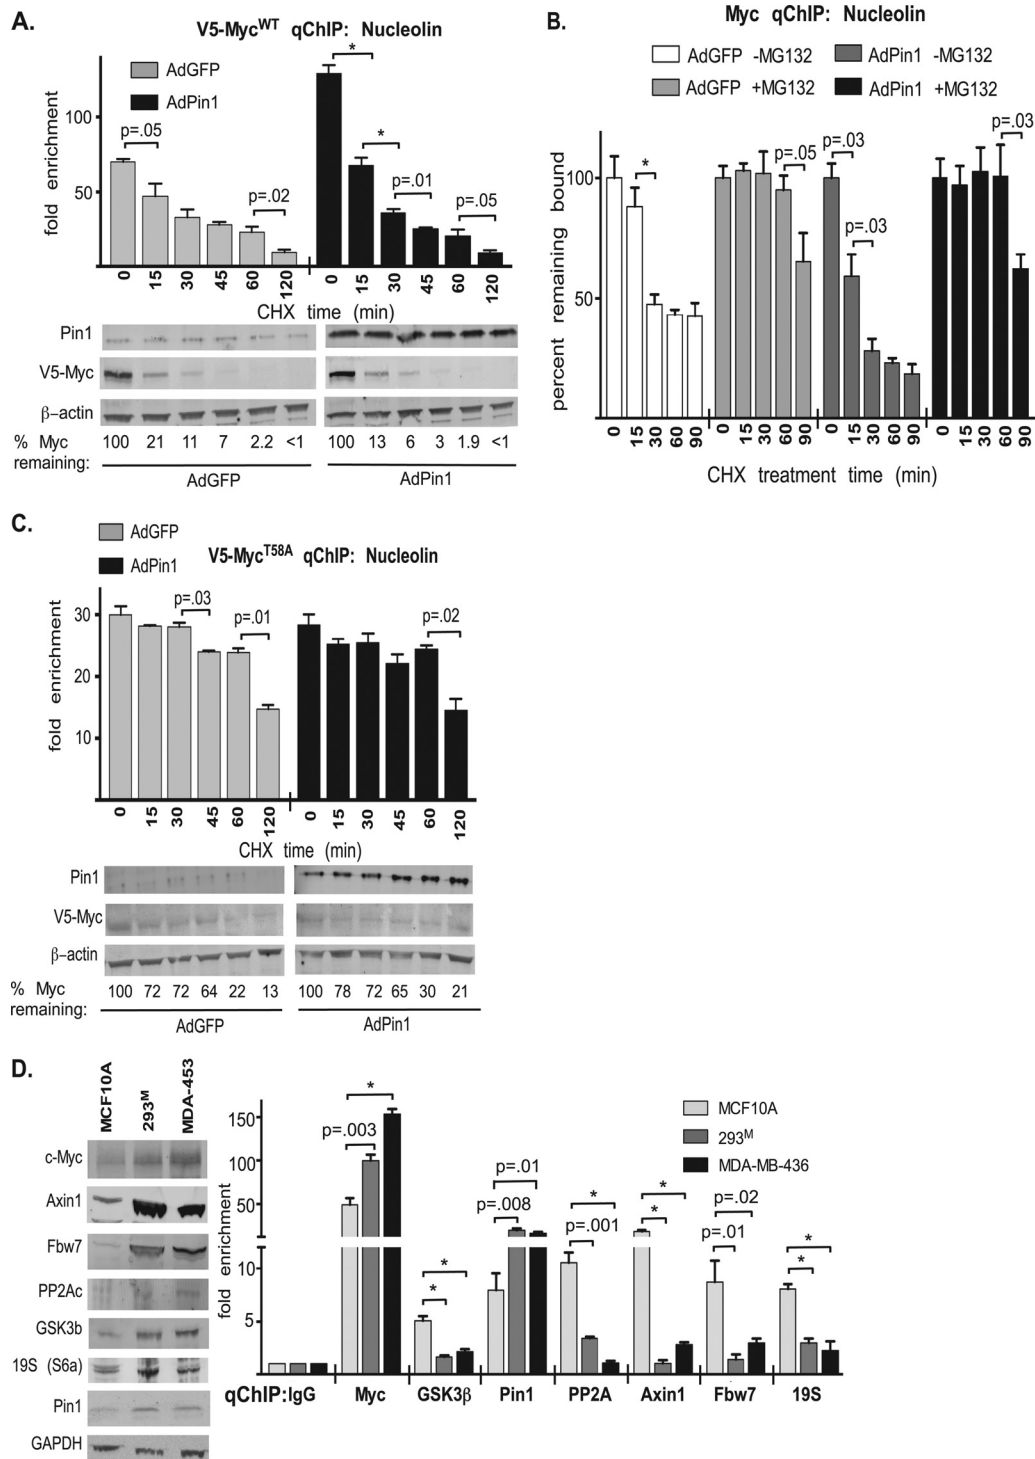 A.
V5-Myc^WT qChIP: Nucleolin
AdGFP
AdPin1
fold enrichment
100
50
p=.05
p=.02
*
*
p=.01
p=.05
0 15 30 45 60 120 0 15 30 45 60 120
CHX time (min)
Pin1
V5-Myc
β-actin
% Myc remaining:
100 21 11 7 2.2 <1 100 13 6 3 1.9 <1
AdGFP AdPin1
B.
Myc qChIP: Nucleolin
AdGFP -MG132
AdPin1 -MG132
AdGFP +MG132
AdPin1 +MG132
percent remaining bound
100
50
*
p=.05
p=.03
p=.03
p=.03
0 15 30 60 90 0 15 30 60 90 0 15 30 60 90 0 15 30 60 90
CHX treatment time (min)
C.
AdGFP
AdPin1
V5-Myc^T58A qChIP: Nucleolin
fold enrichment
30
20
10
p=.03
p=.01
p=.02
0 15 30 45 60 120 0 15 30 45 60 120
CHX time (min)
Pin1
V5-Myc
β-actin
% Myc remaining:
100 72 72 64 22 13 100 78 72 65 30 21
AdGFP AdPin1
D.
MCF10A
293^M
MDA-453
c-Myc
Axin1
Fbw7
PP2Ac
GSK3b
19S (S6a)
Pin1
GAPDH
fold enrichment
150
100
50
10
5
MCF10A
293^M
MDA-MB-436
*
p=.003
*
*
p=.01
p=.008
*
p=.001
*
*
p=.02
p=.01
*
*
qChIP: IgG Myc GSK3β Pin1 PP2A Axin1 Fbw7 19S